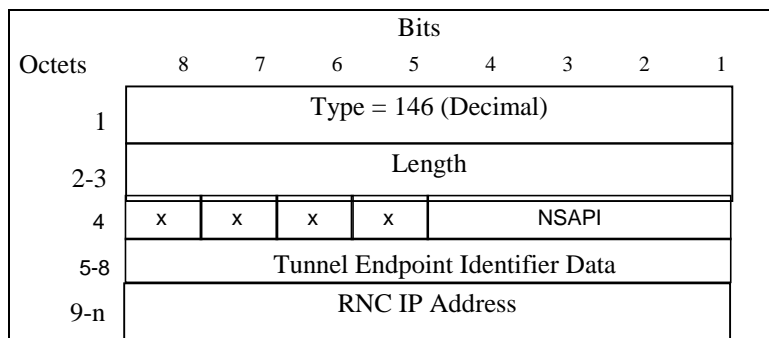 Bits
Octets 8 7 6 5 4 3 2 1
1 Type = 146 (Decimal)
2-3 Length
4 x x x x NSAPI
5-8 Tunnel Endpoint Identifier Data
9-n RNC IP Address